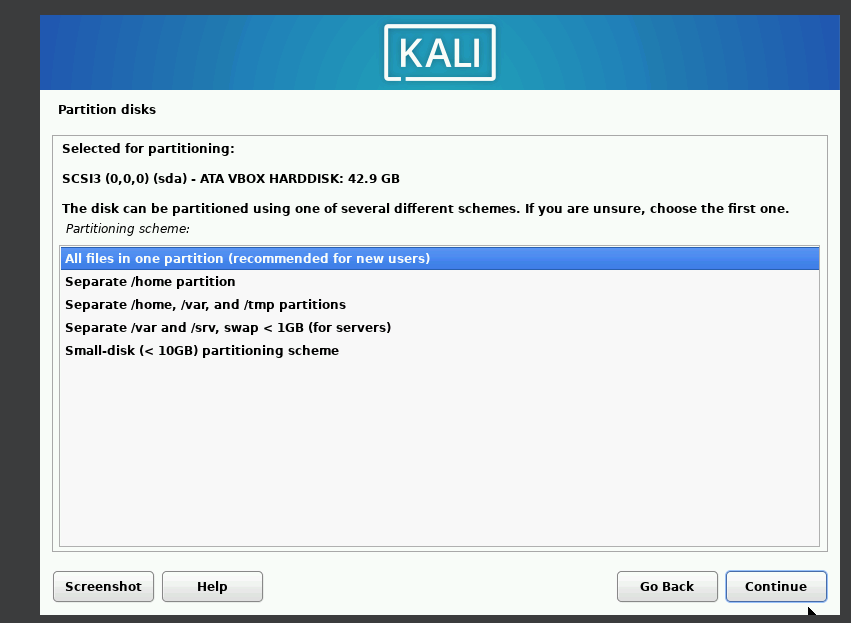 KALI
Partition disks
Selected for partitioning:
SCSI3 (0,0,0) (sda) - ATA VBOX HARDDISK: 42.9 GB
The disk can be partitioned using one of several different schemes. If you are unsure, choose the first one.
Partitioning scheme:
All files in one partition (recommended for new users)
Separate /home partition
Separate /home, /var, and /tmp partitions
Separate /var and /srv, swap < 1GB (for servers)
Small-disk (< 10GB) partitioning scheme
Screenshot Help Go Back Continue